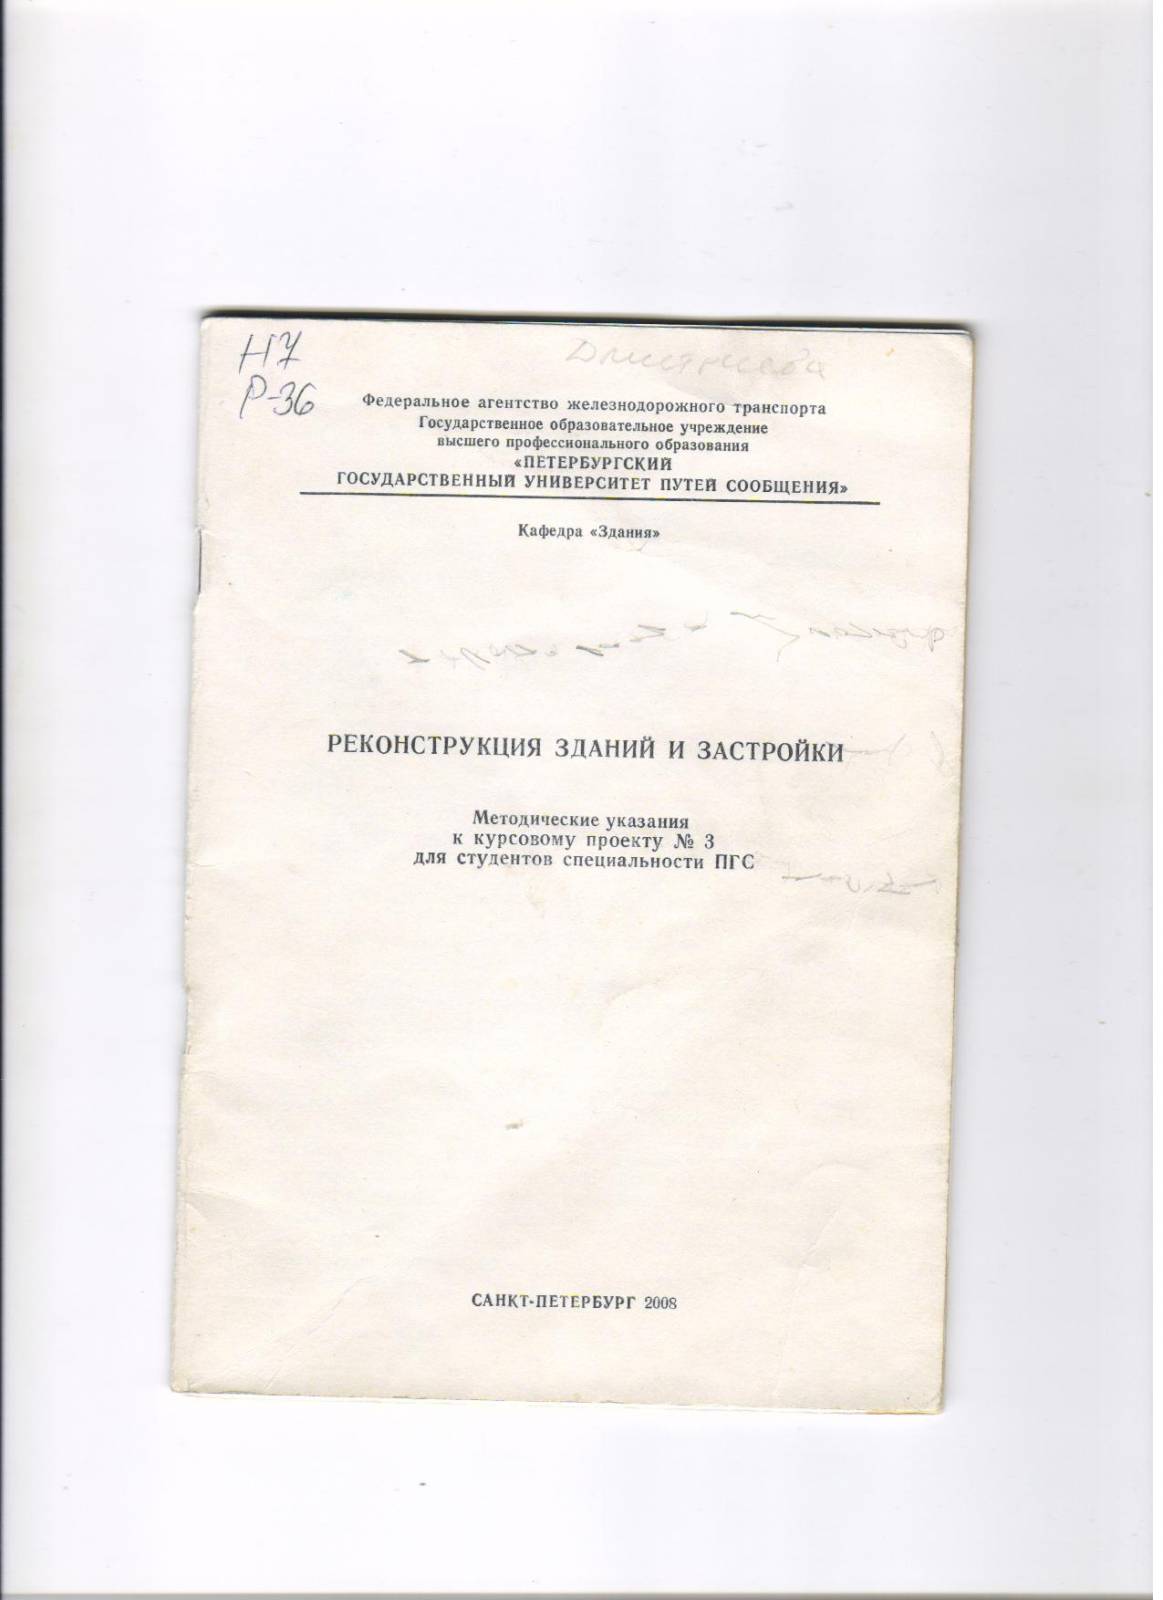 Н7
Р-36
Дмитриева
Федеральное агентство железнодорожного транспорта
Государственное образовательное учреждение
высшего профессионального образования
«ПЕТЕРБУРГСКИЙ
ГОСУДАРСТВЕННЫЙ УНИВЕРСИТЕТ ПУТЕЙ СООБЩЕНИЯ»
Кафедра «Здания»
РЕКОНСТРУКЦИЯ ЗДАНИЙ И ЗАСТРОЙКИ
Методические указания
к курсовому проекту № 3
для студентов специальности ПГС
САНКТ-ПЕТЕРБУРГ 2008